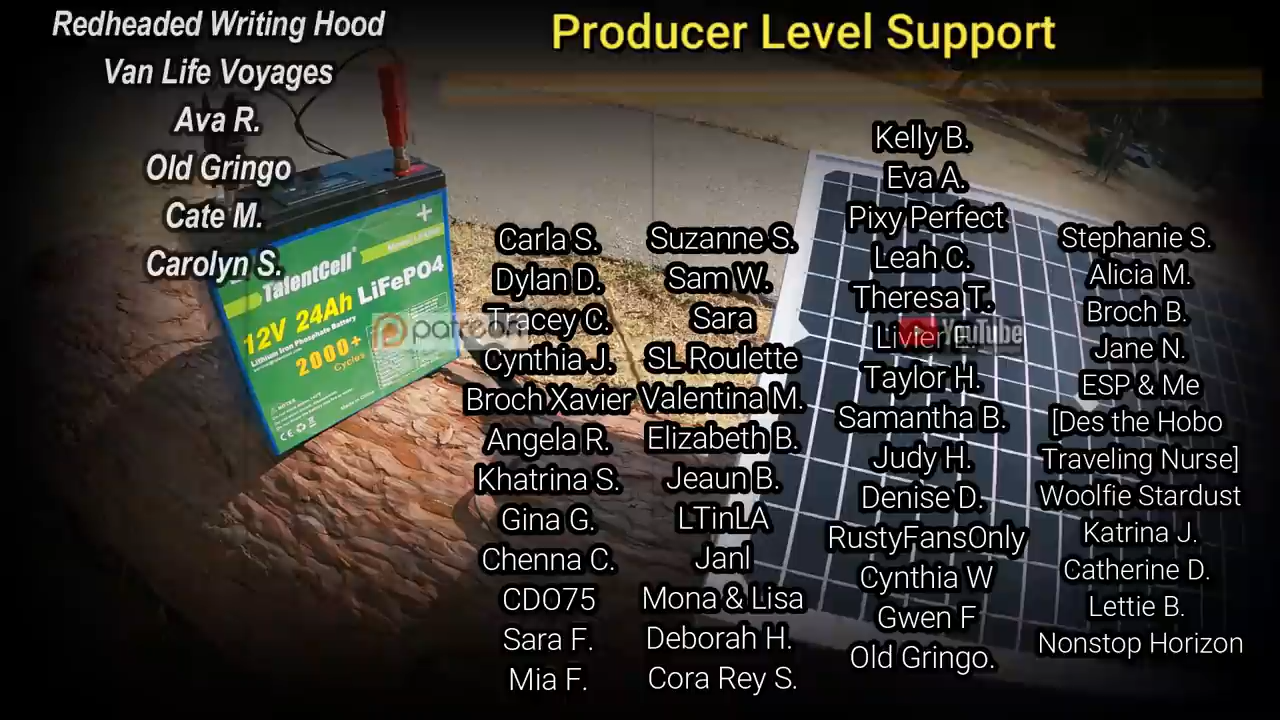 Redheaded Writing Hood
Van Life Voyages
Ava R.
Old Gringo
Cate M.
Carolyn S.
Producer Level Support
Carla S.
Dylan D.
Tracey C.
Cynthia J.
Broch Xavier
Angela R.
Khatrina S.
Gina G.
Chenna C.
CDO75
Sara F.
Mia F.
Suzanne S.
Sam W.
Sara
SL Roulette
Valentina M.
Elizabeth B.
Jeaun B.
LTinLA
Janl
Mona & Lisa
Deborah H.
Cora Rey S.
Kelly B.
Eva A.
Pixy Perfect
Leah C.
Theresa T.
Taylor H.
Samantha B.
Judy H.
Denise D.
RustyFansOnly
Cynthia W
Gwen F
Old Gringo.
Stephanie S.
Alicia M.
Broch B.
Jane N.
ESP & Me
[Des the Hobo
Traveling Nurse]
Woolfie Stardust
Katrina J.
Catherine D.
Lettie B.
Nonstop Horizon
patreon
YouTube
TalentCell
12V 24Ah LiFePO4
Lithium Iron Phosphate Battery
2000+
Cycles